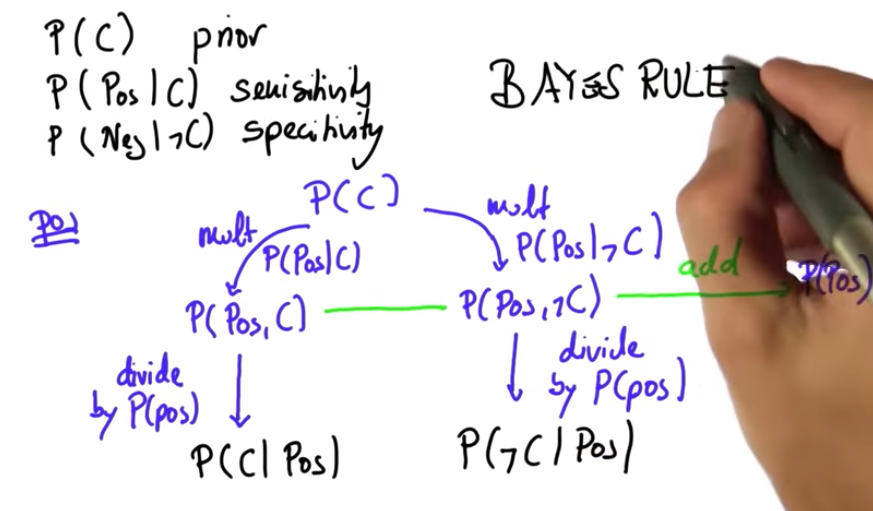 P(C) prior
P(Pos|C) sensitivity
P(Neg|¬C) specitivity
BAYES RULE
Pos
P(C)
mult
P(Pos|C)
mult
P(Pos|¬C)
add
P(Pos,C)
P(Pos,¬C)
P(Pos)
divide
by P(pos)
divide
by P(pos)
P(C|Pos)
P(¬C|Pos)